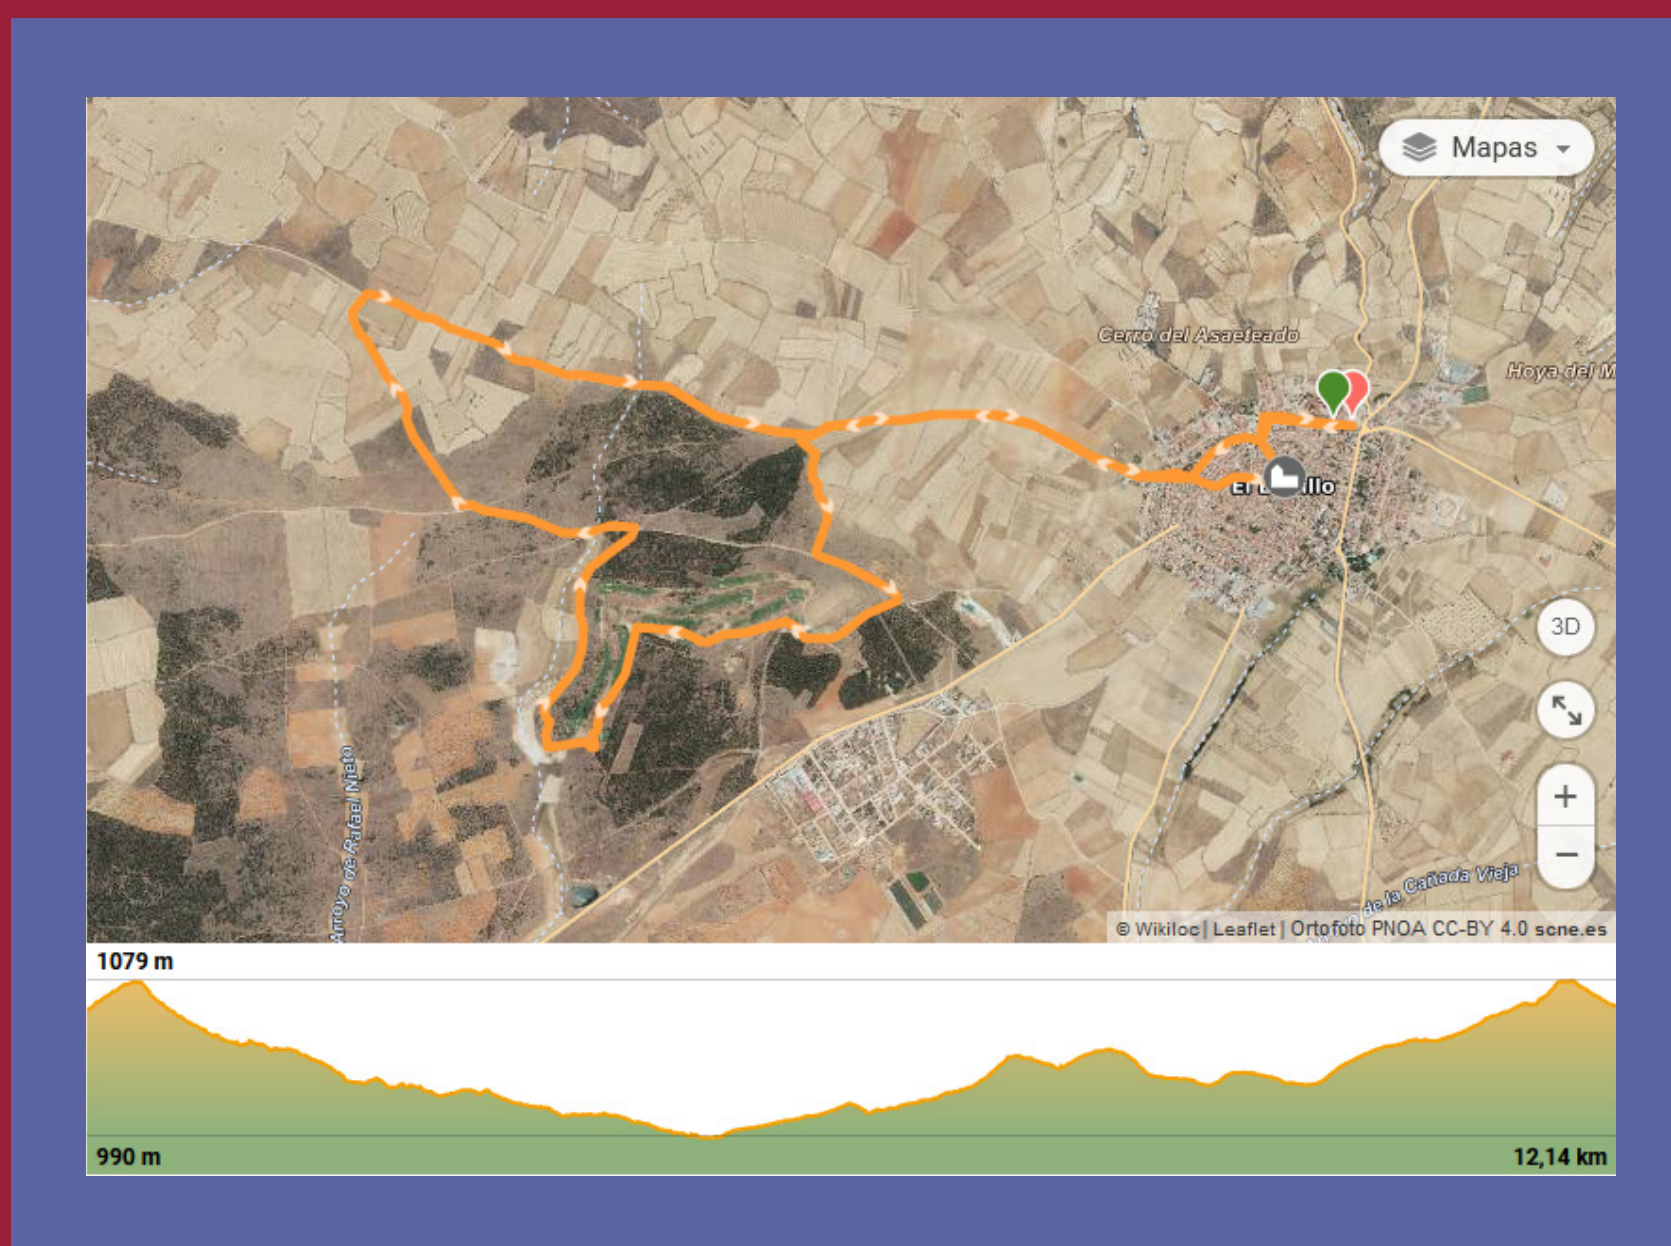 Mapas
Cerro del Asaeteado
Hoya del M
3D
+
−
Arroyo de Rafael Nieto
de la Cañada Vieja
© Wikiloc | Leaflet | Ortofoto PNOA CC-BY 4.0 scne.es
1079 m
990 m
12,14 km